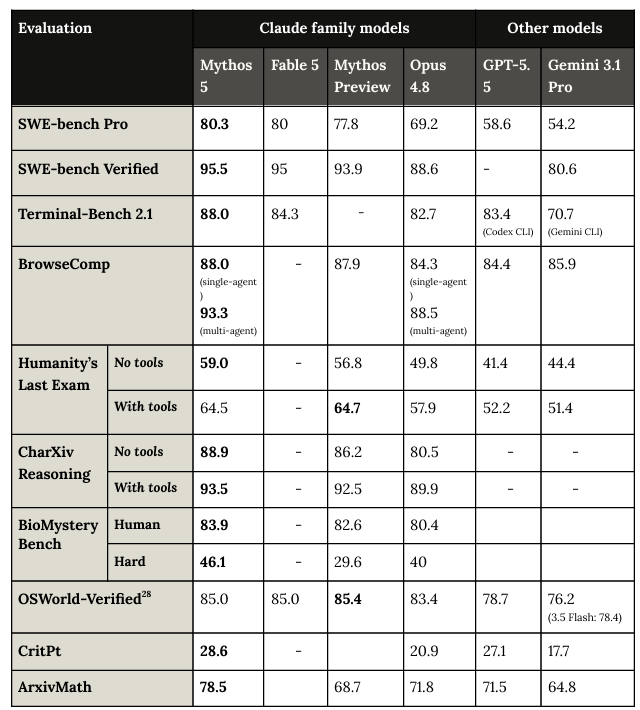 Evaluation Claude family models Other models
Mythos 5 Fable 5 Mythos Preview Opus 4.8 GPT-5.5 Gemini 3.1 Pro
SWE-bench Pro 80.3 80 77.8 69.2 58.6 54.2
SWE-bench Verified 95.5 95 93.9 88.6 - 80.6
Terminal-Bench 2.1 88.0 84.3 - 82.7 83.4 (Codex CLI) 70.7 (Gemini CLI)
BrowseComp 88.0 (single-agent) 93.3 (multi-agent) - 87.9 84.3 (single-agent) 88.5 (multi-agent) 84.4 85.9
Humanity's Last Exam No tools 59.0 - 56.8 49.8 41.4 44.4
With tools 64.5 - 64.7 57.9 52.2 51.4
CharXiv Reasoning No tools 88.9 - 86.2 80.5 - -
With tools 93.5 - 92.5 89.9 - -
BioMystery Bench Human 83.9 - 82.6 80.4
Hard 46.1 - 29.6 40
OSWorld-Verified28 85.0 85.0 85.4 83.4 78.7 76.2 (3.5 Flash: 78.4)
CritPt 28.6 - 20.9 27.1 17.7
ArxivMath 78.5 68.7 71.8 71.5 64.8